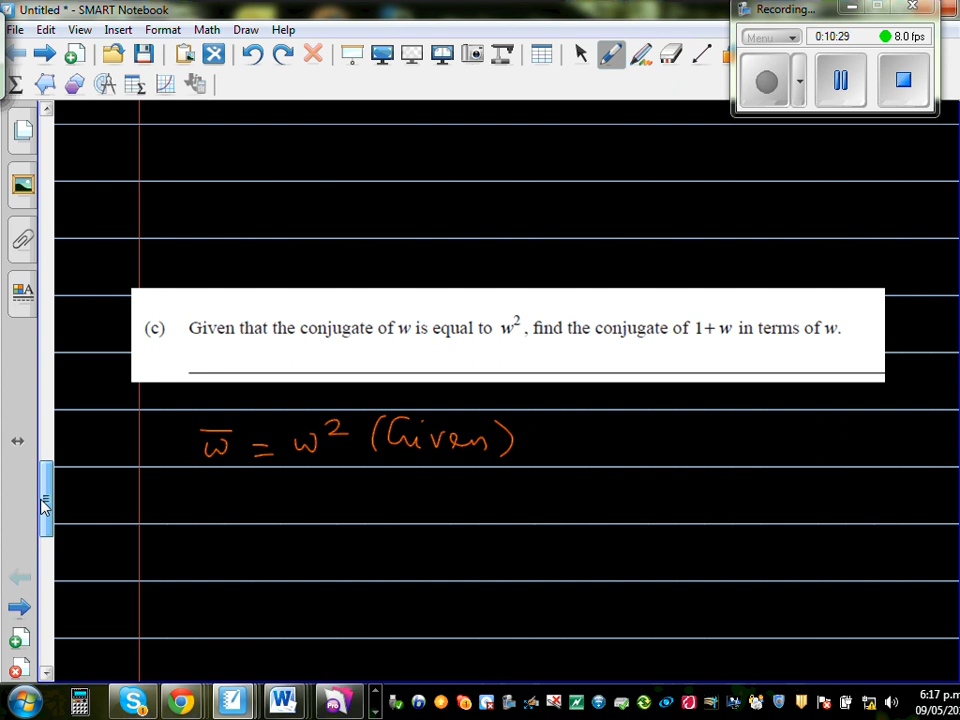 Untitled * - SMART Notebook
Recording...
File Edit View Insert Format Math Draw Help
Menu
0:10:29
8.0 fps
(c) Given that the conjugate of w is equal to w², find the conjugate of 1+ w in terms of w.
w̅ = w² (Given)
6:17 p.m
09/05/20